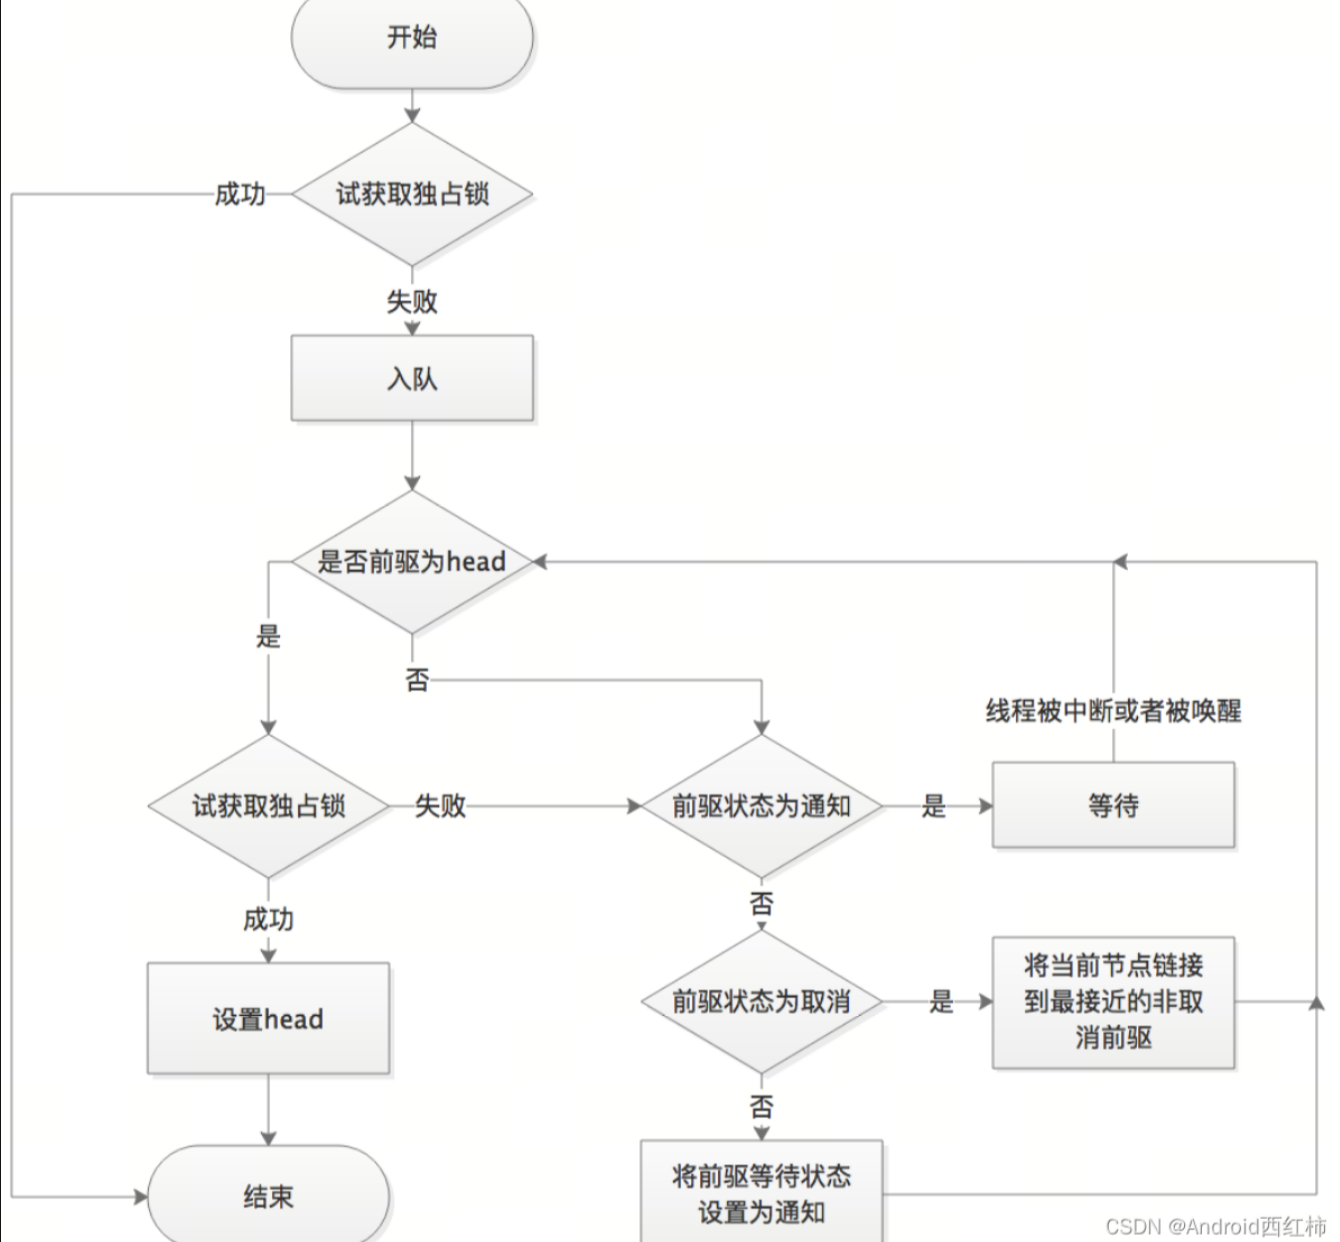 开始
试获取独占锁
成功
失败
入队
是否前驱为head
是
否
线程被中断或者被唤醒
试获取独占锁
失败
前驱状态为通知
是
等待
成功
否
设置head
前驱状态为取消
是
将当前节点链接
到最接近的非取
消前驱
否
将前驱等待状态
设置为通知
结束
CSDN @Android西红柿